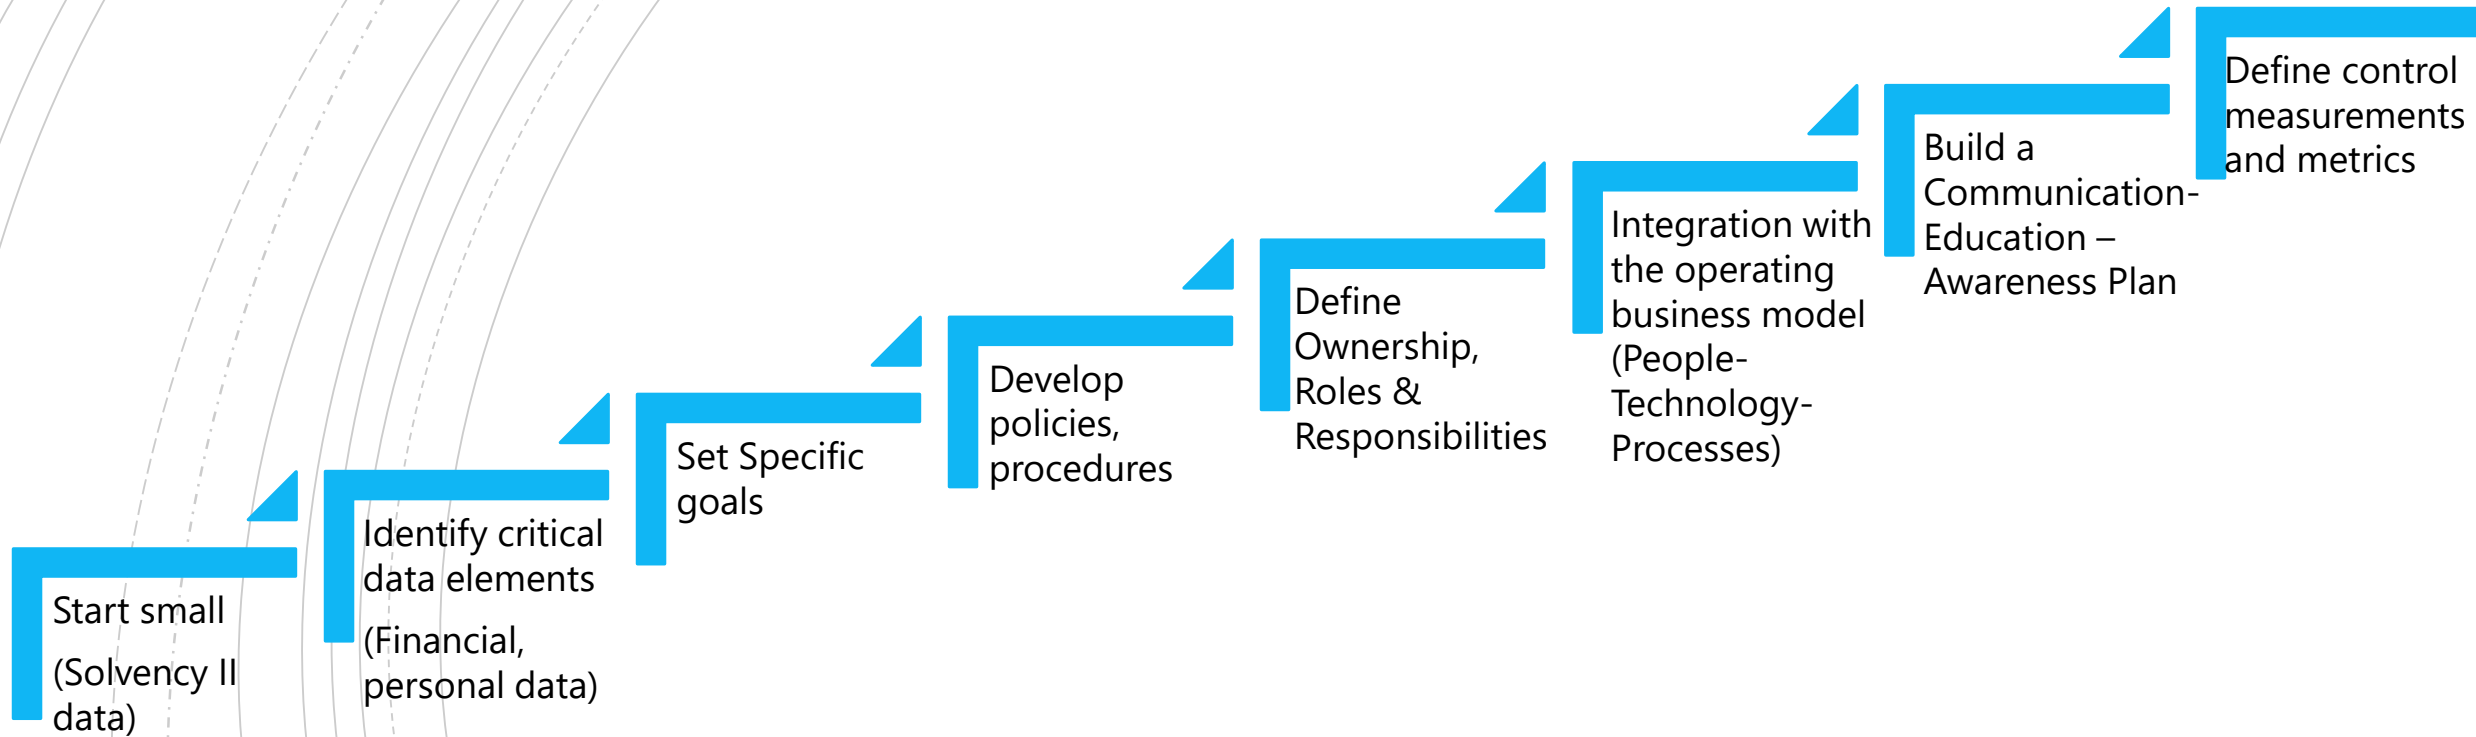 Start small
(Solvency II
data)
Identify critical
data elements
(Financial,
personal data)
Set Specific
goals
Develop
policies,
procedures
Define
Ownership,
Roles &
Responsibilities
Integration with
the operating
business model
(People-
Technology-
Processes)
Build a
Communication-
Education –
Awareness Plan
Define control
measurements
and metrics